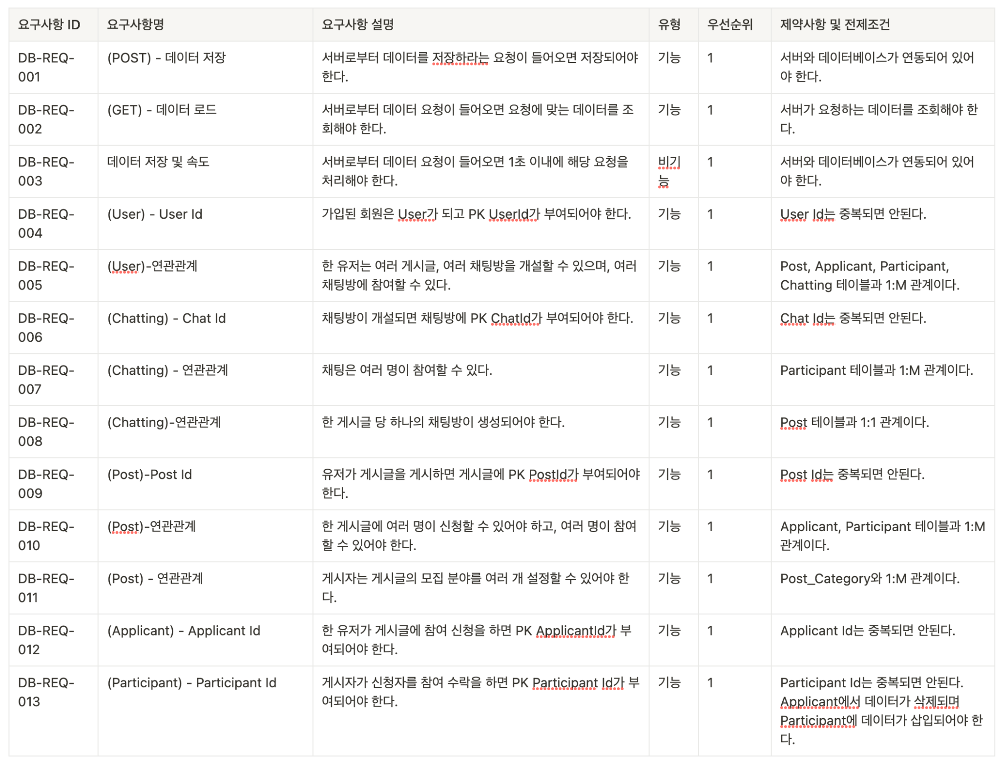 요구사항 ID 요구사항명 요구사항 설명 유형 우선순위 제약사항 및 전제조건
DB-REQ- (POST) - 데이터 저장 서버로부터 데이터를 저장하라는 요청이 들어오면 저장되어야 기능 1 서버와 데이터베이스가 연동되어 있어
001 한다. 야 한다.
DB-REQ- (GET) - 데이터 로드 서버로부터 데이터 요청이 들어오면 요청에 맞는 데이터를 조 기능 1 서버가 요청하는 데이터를 조회해야 한
002 회해야 한다. 다.
DB-REQ- 데이터 저장 및 속도 서버로부터 데이터 요청이 들어오면 1초 이내에 해당 요청을 비기 1 서버와 데이터베이스가 연동되어 있어
003 처리해야 한다. 능 야 한다.
DB-REQ- (User) - User Id 가입된 회원은 User가 되고 PK UserId가 부여되어야 한다. 기능 1 User Id는 중복되면 안된다.
004
DB-REQ- (User)-연관관계 한 유저는 여러 게시글, 여러 채팅방을 개설할 수 있으며, 여러 기능 1 Post, Applicant, Participant,
005 채팅방에 참여할 수 있다. Chatting 테이블과 1:M 관계이다.
DB-REQ- (Chatting) - Chat Id 채팅방이 개설되면 채팅방에 PK ChatId가 부여되어야 한다. 기능 1 Chat Id는 중복되면 안된다.
006
DB-REQ- (Chatting) - 연관관계 채팅은 여러 명이 참여할 수 있다. 기능 1 Participant 테이블과 1:M 관계이다.
007
DB-REQ- (Chatting)-연관관계 한 게시글 당 하나의 채팅방이 생성되어야 한다. 기능 1 Post 테이블과 1:1 관계이다.
008
DB-REQ- (Post)-Post Id 유저가 게시글을 게시하면 게시글에 PK PostId가 부여되어야 기능 1 Post Id는 중복되면 안된다.
009 한다.
DB-REQ- (Post)-연관관계 한 게시글에 여러 명이 신청할 수 있어야 하고, 여러 명이 참여 기능 1 Applicant, Participant 테이블과 1:M
010 할 수 있어야 한다. 관계이다.
DB-REQ- (Post) - 연관관계 게시자는 게시글의 모집 분야를 여러 개 설정할 수 있어야 한 기능 1 Post_Category와 1:M 관계이다.
011 다.
DB-REQ- (Applicant) - Applicant Id 한 유저가 게시글에 참여 신청을 하면 PK ApplicantId가 부 기능 1 Applicant Id는 중복되면 안된다.
012 여되어야 한다.
DB-REQ- (Participant) - Participant Id 게시자가 신청자를 참여 수락을 하면 PK Participant Id가 부 기능 1 Participant Id는 중복되면 안된다.
013 여되어야 한다. Applicant에서 데이터가 삭제되며
Participant에 데이터가 삽입되어야 한
다.